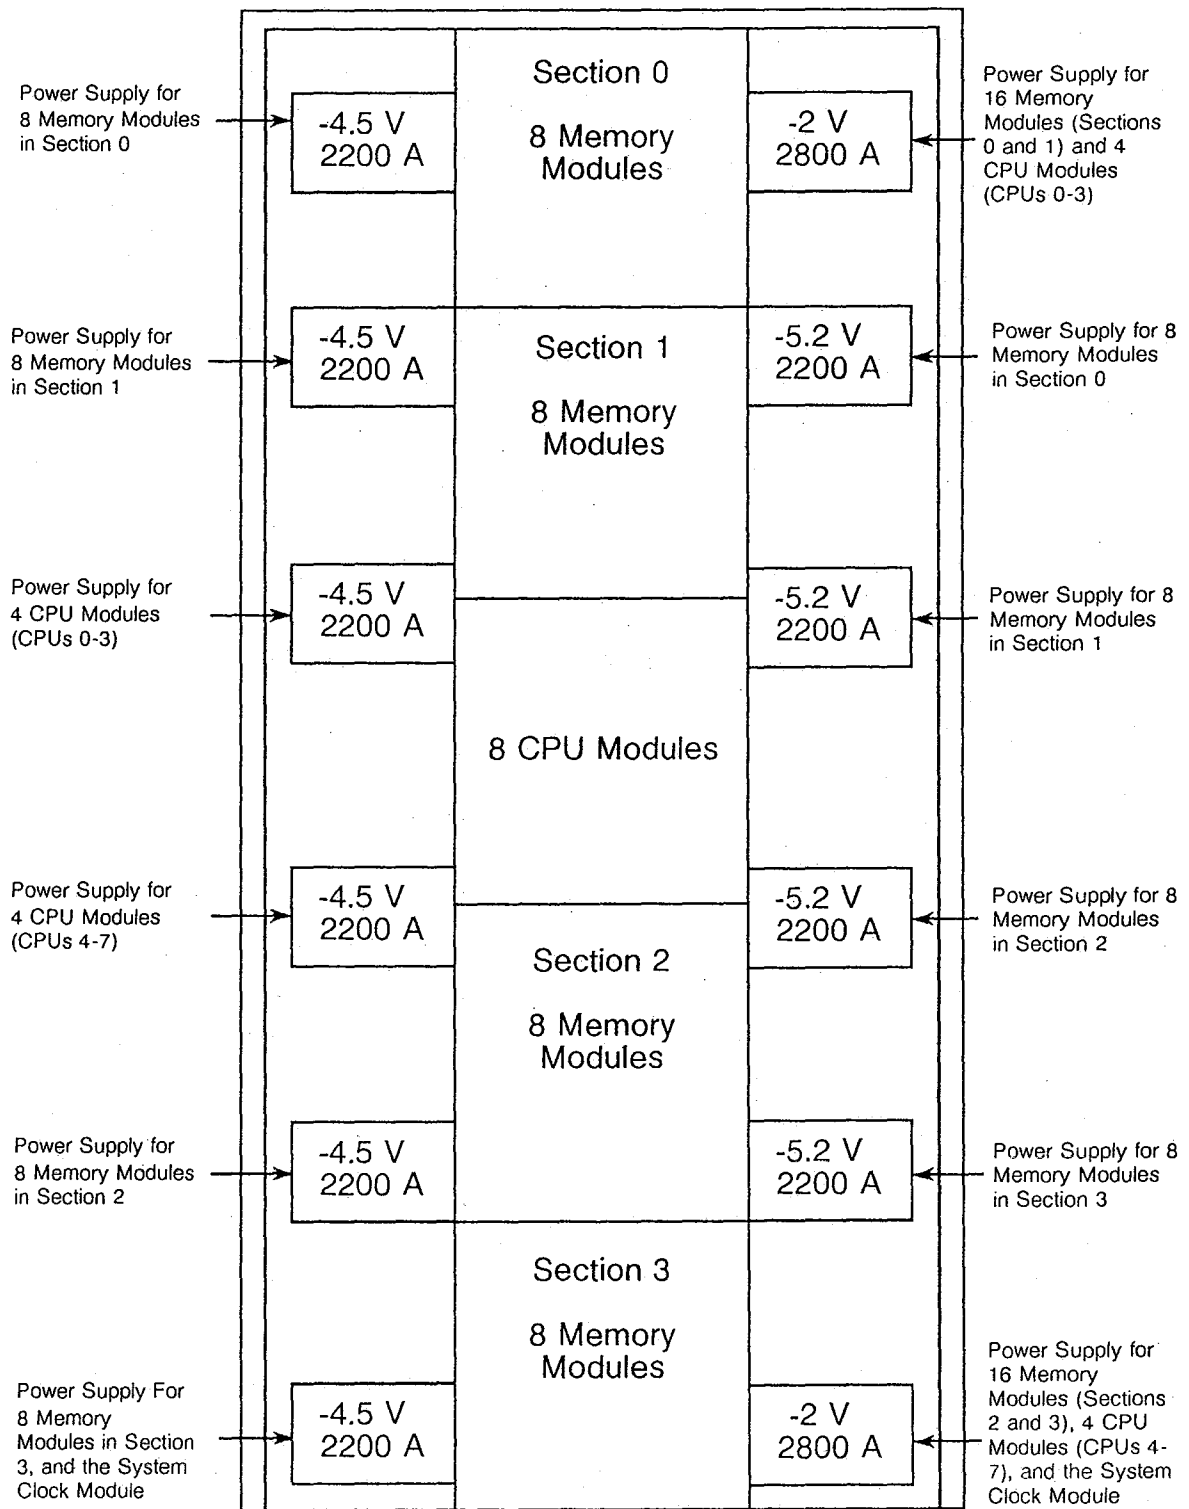 Power Supply for
8 Memory Modules
in Section 0
-4.5 V
2200 A
Section 0
8 Memory
Modules
-2 V
2800 A
Power Supply for
16 Memory
Modules (Sections
0 and 1) and 4
CPU Modules
(CPUs 0-3)
Power Supply for
8 Memory Modules
in Section 1
-4.5 V
2200 A
Section 1
8 Memory
Modules
-5.2 V
2200 A
Power Supply for 8
Memory Modules
in Section 0
Power Supply for
4 CPU Modules
(CPUs 0-3)
-4.5 V
2200 A
-5.2 V
2200 A
Power Supply for 8
Memory Modules
in Section 1
8 CPU Modules
Power Supply for
4 CPU Modules
(CPUs 4-7)
-4.5 V
2200 A
Section 2
8 Memory
Modules
-5.2 V
2200 A
Power Supply for 8
Memory Modules
in Section 2
Power Supply for
8 Memory Modules
in Section 2
-4.5 V
2200 A
-5.2 V
2200 A
Power Supply for 8
Memory Modules
in Section 3
Section 3
8 Memory
Modules
Power Supply For
8 Memory
Modules in Section
3, and the System
Clock Module
-4.5 V
2200 A
-2 V
2800 A
Power Supply for
16 Memory
Modules (Sections
2 and 3), 4 CPU
Modules (CPUs 4-
7), and the System
Clock Module